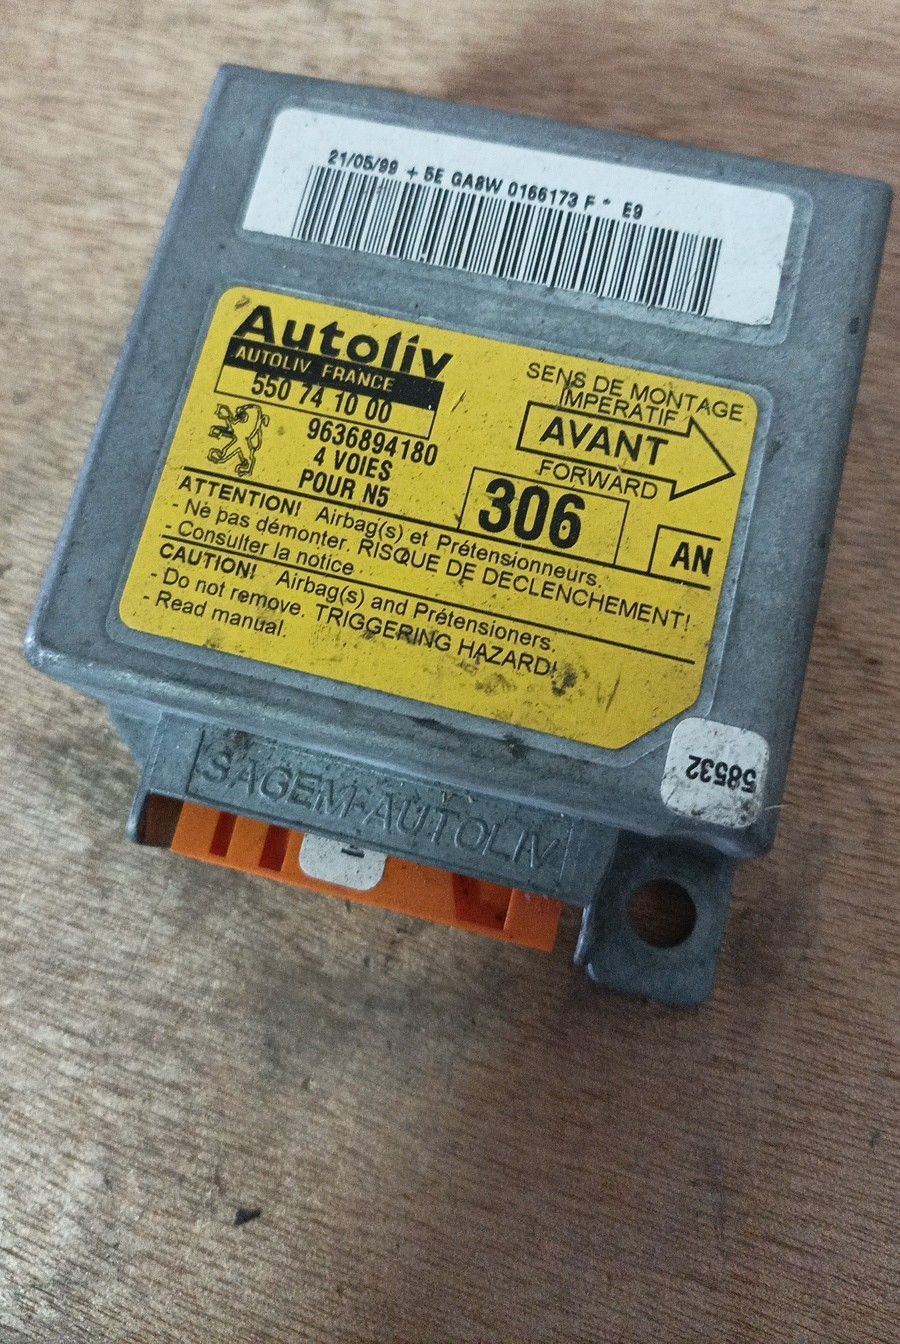 21/05/99 + 5E GA8W 0166173 F * E9
Autoliv
AUTOLIV FRANCE
550 74 10 00
9636894180
4 VOIES
POUR N5
SENS DE MONTAGE
IMPÉRATIF
AVANT
FORWARD
306
AN
ATTENTION! Airbag(s) et Prétensionneurs.
- Ne pas démonter. RISQUE DE DECLENCHEMENT!
- Consulter la notice.
CAUTION! Airbag(s) and Prétensioners.
- Do not remove. TRIGGERING HAZARD!
- Read manual.
58532
SAGEM-AUTOLIV